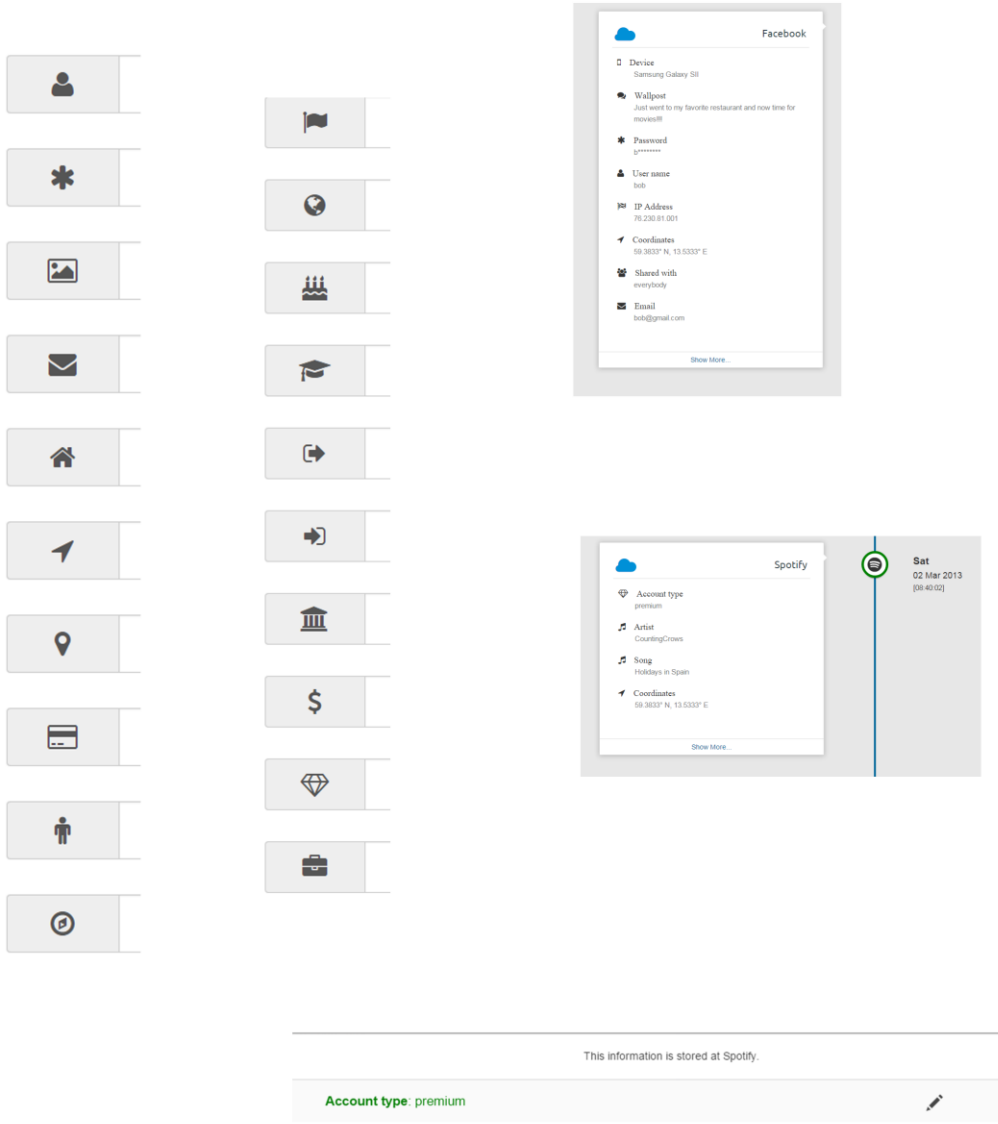 Facebook
Device
Samsung Galaxy SII
Wallpost
Just went to my favorite restaurant and now time for
movies!!!
Password
b********
User name
bob
IP Address
76.230.81.001
Coordinates
59.3833° N, 13.5333° E
Shared with
everybody
Email
bob@gmail.com
Show More...
Spotify
Account type
premium
Artist
CountingCrows
Song
Holidays in Spain
Coordinates
59.3833° N, 13.5333° E
Show More...
Sat
02 Mar 2013
[08:40:02]
This information is stored at Spotify.
Account type: premium